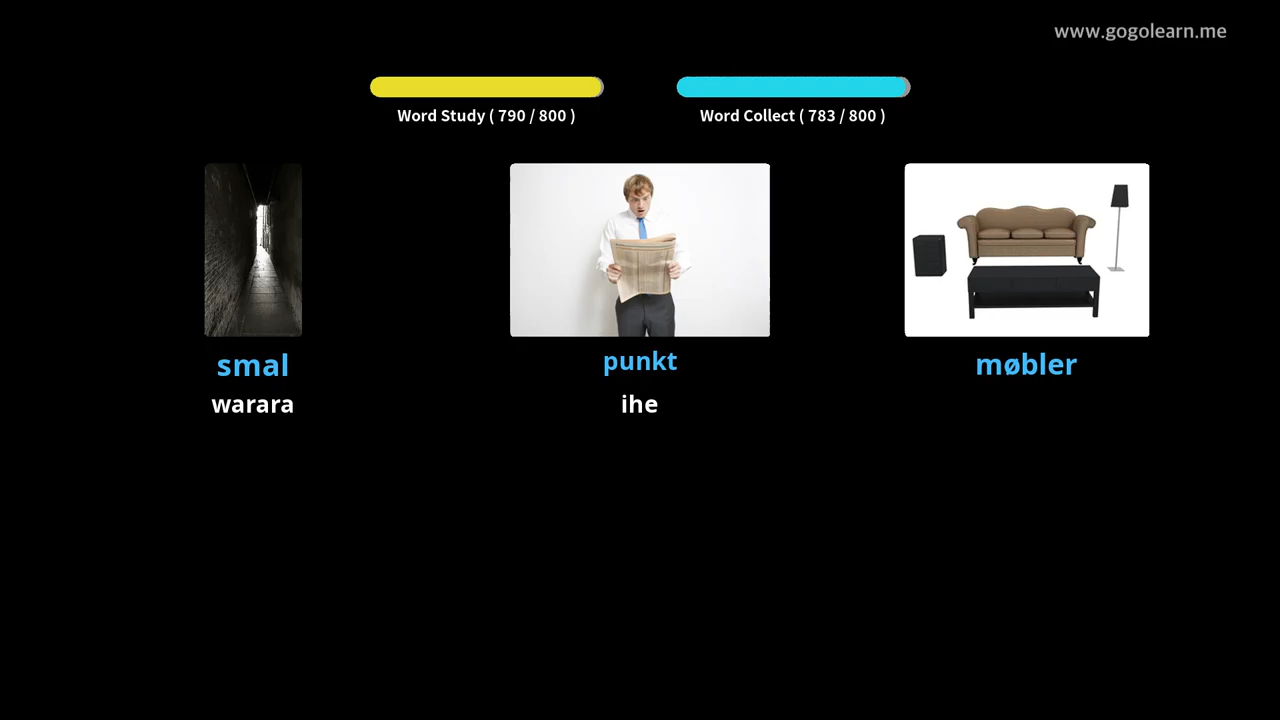 www.gogolearn.me
Word Study ( 790 / 800 )
Word Collect ( 783 / 800 )
smal
punkt
møbler
warara
ihe